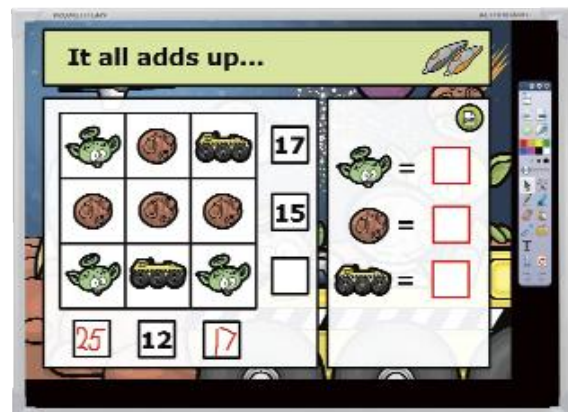 It all adds up...
17
=
15
=
=
25 12 17
T